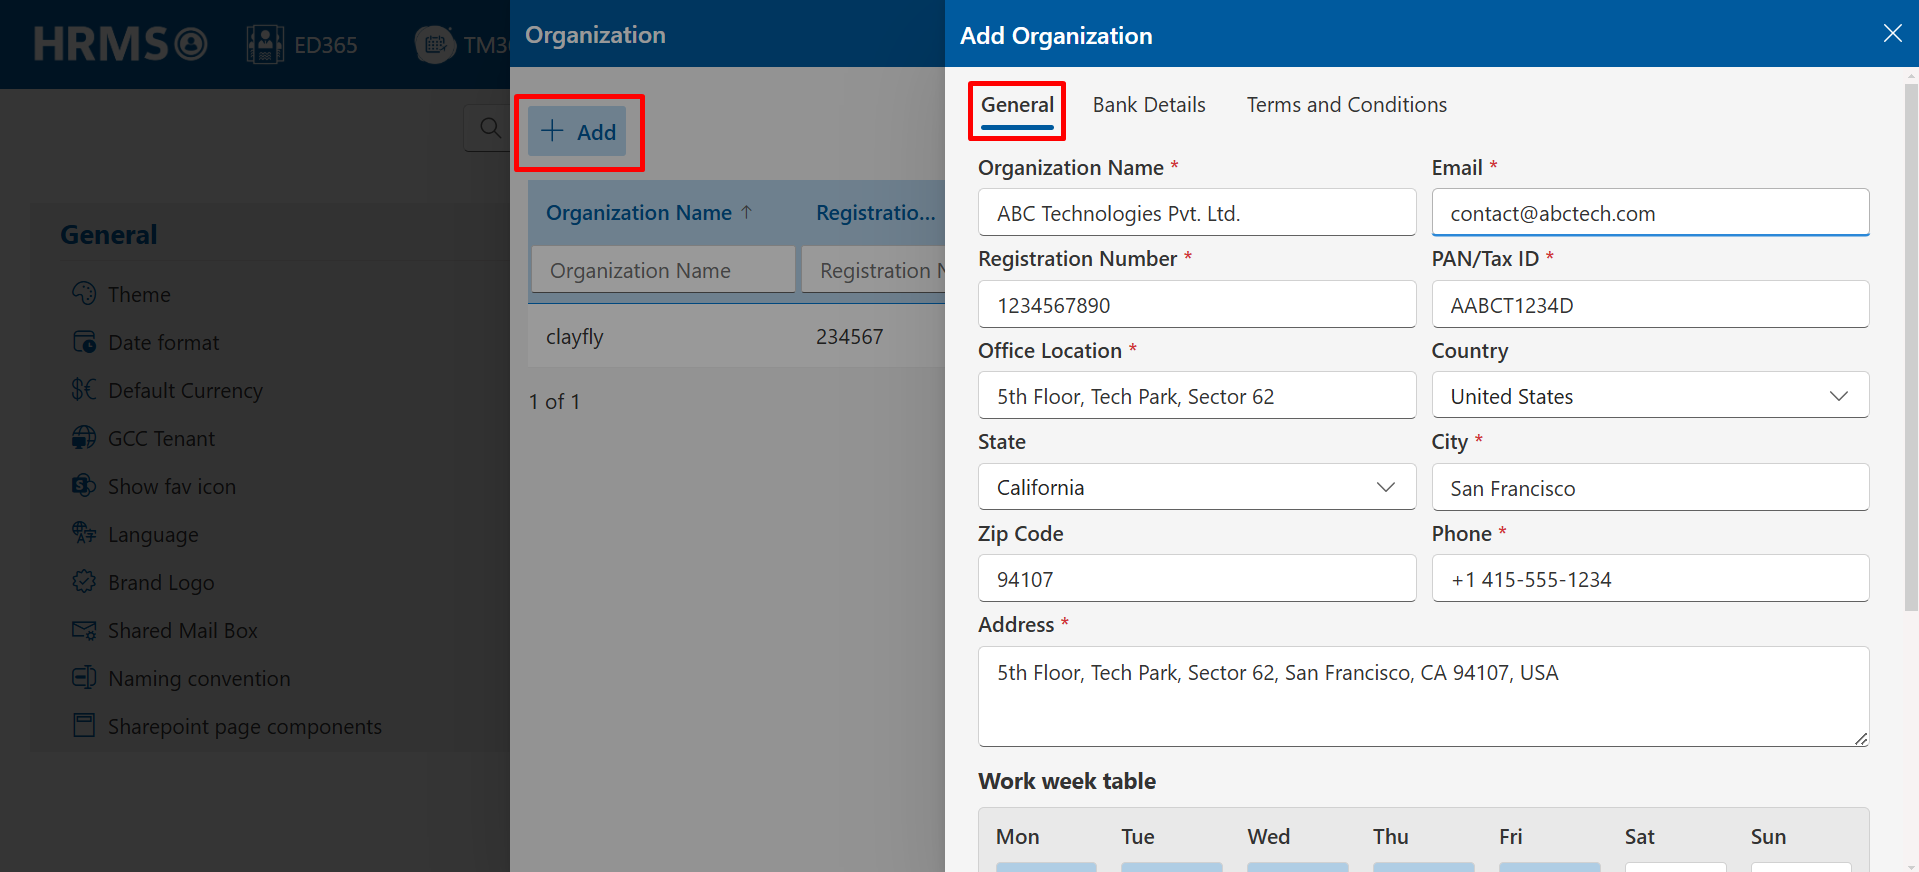 HRMS
ED365
TM3
General
Theme
Date format
Default Currency
GCC Tenant
Show fav icon
Language
Brand Logo
Shared Mail Box
Naming convention
Sharepoint page components
Organization
Add
Organization Name ↑ Registratio...
Organization Name Registration N
clayfly 234567
1 of 1
Add Organization
General Bank Details Terms and Conditions
Organization Name * Email *
ABC Technologies Pvt. Ltd. contact@abctech.com
Registration Number * PAN/Tax ID *
1234567890 AABCT1234D
Office Location * Country
5th Floor, Tech Park, Sector 62 United States
State City *
California San Francisco
Zip Code Phone *
94107 +1 415-555-1234
Address *
5th Floor, Tech Park, Sector 62, San Francisco, CA 94107, USA
Work week table
Mon Tue Wed Thu Fri Sat Sun